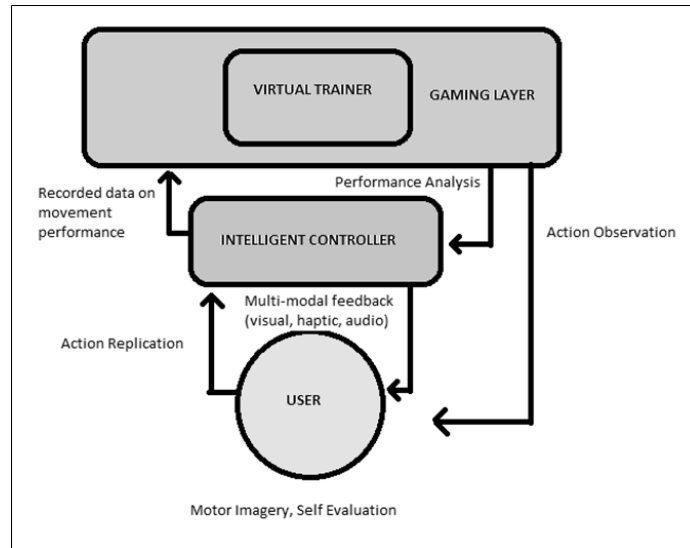 VIRTUAL TRAINER
GAMING LAYER
Recorded data on
movement
performance
Performance Analysis
INTELLIGENT CONTROLLER
Action Observation
Multi-modal feedback
(visual, haptic, audio)
Action Replication
USER
Motor Imagery, Self Evaluation